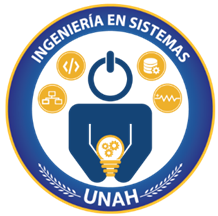 INGENIERÍA EN SISTEMAS
UNAH